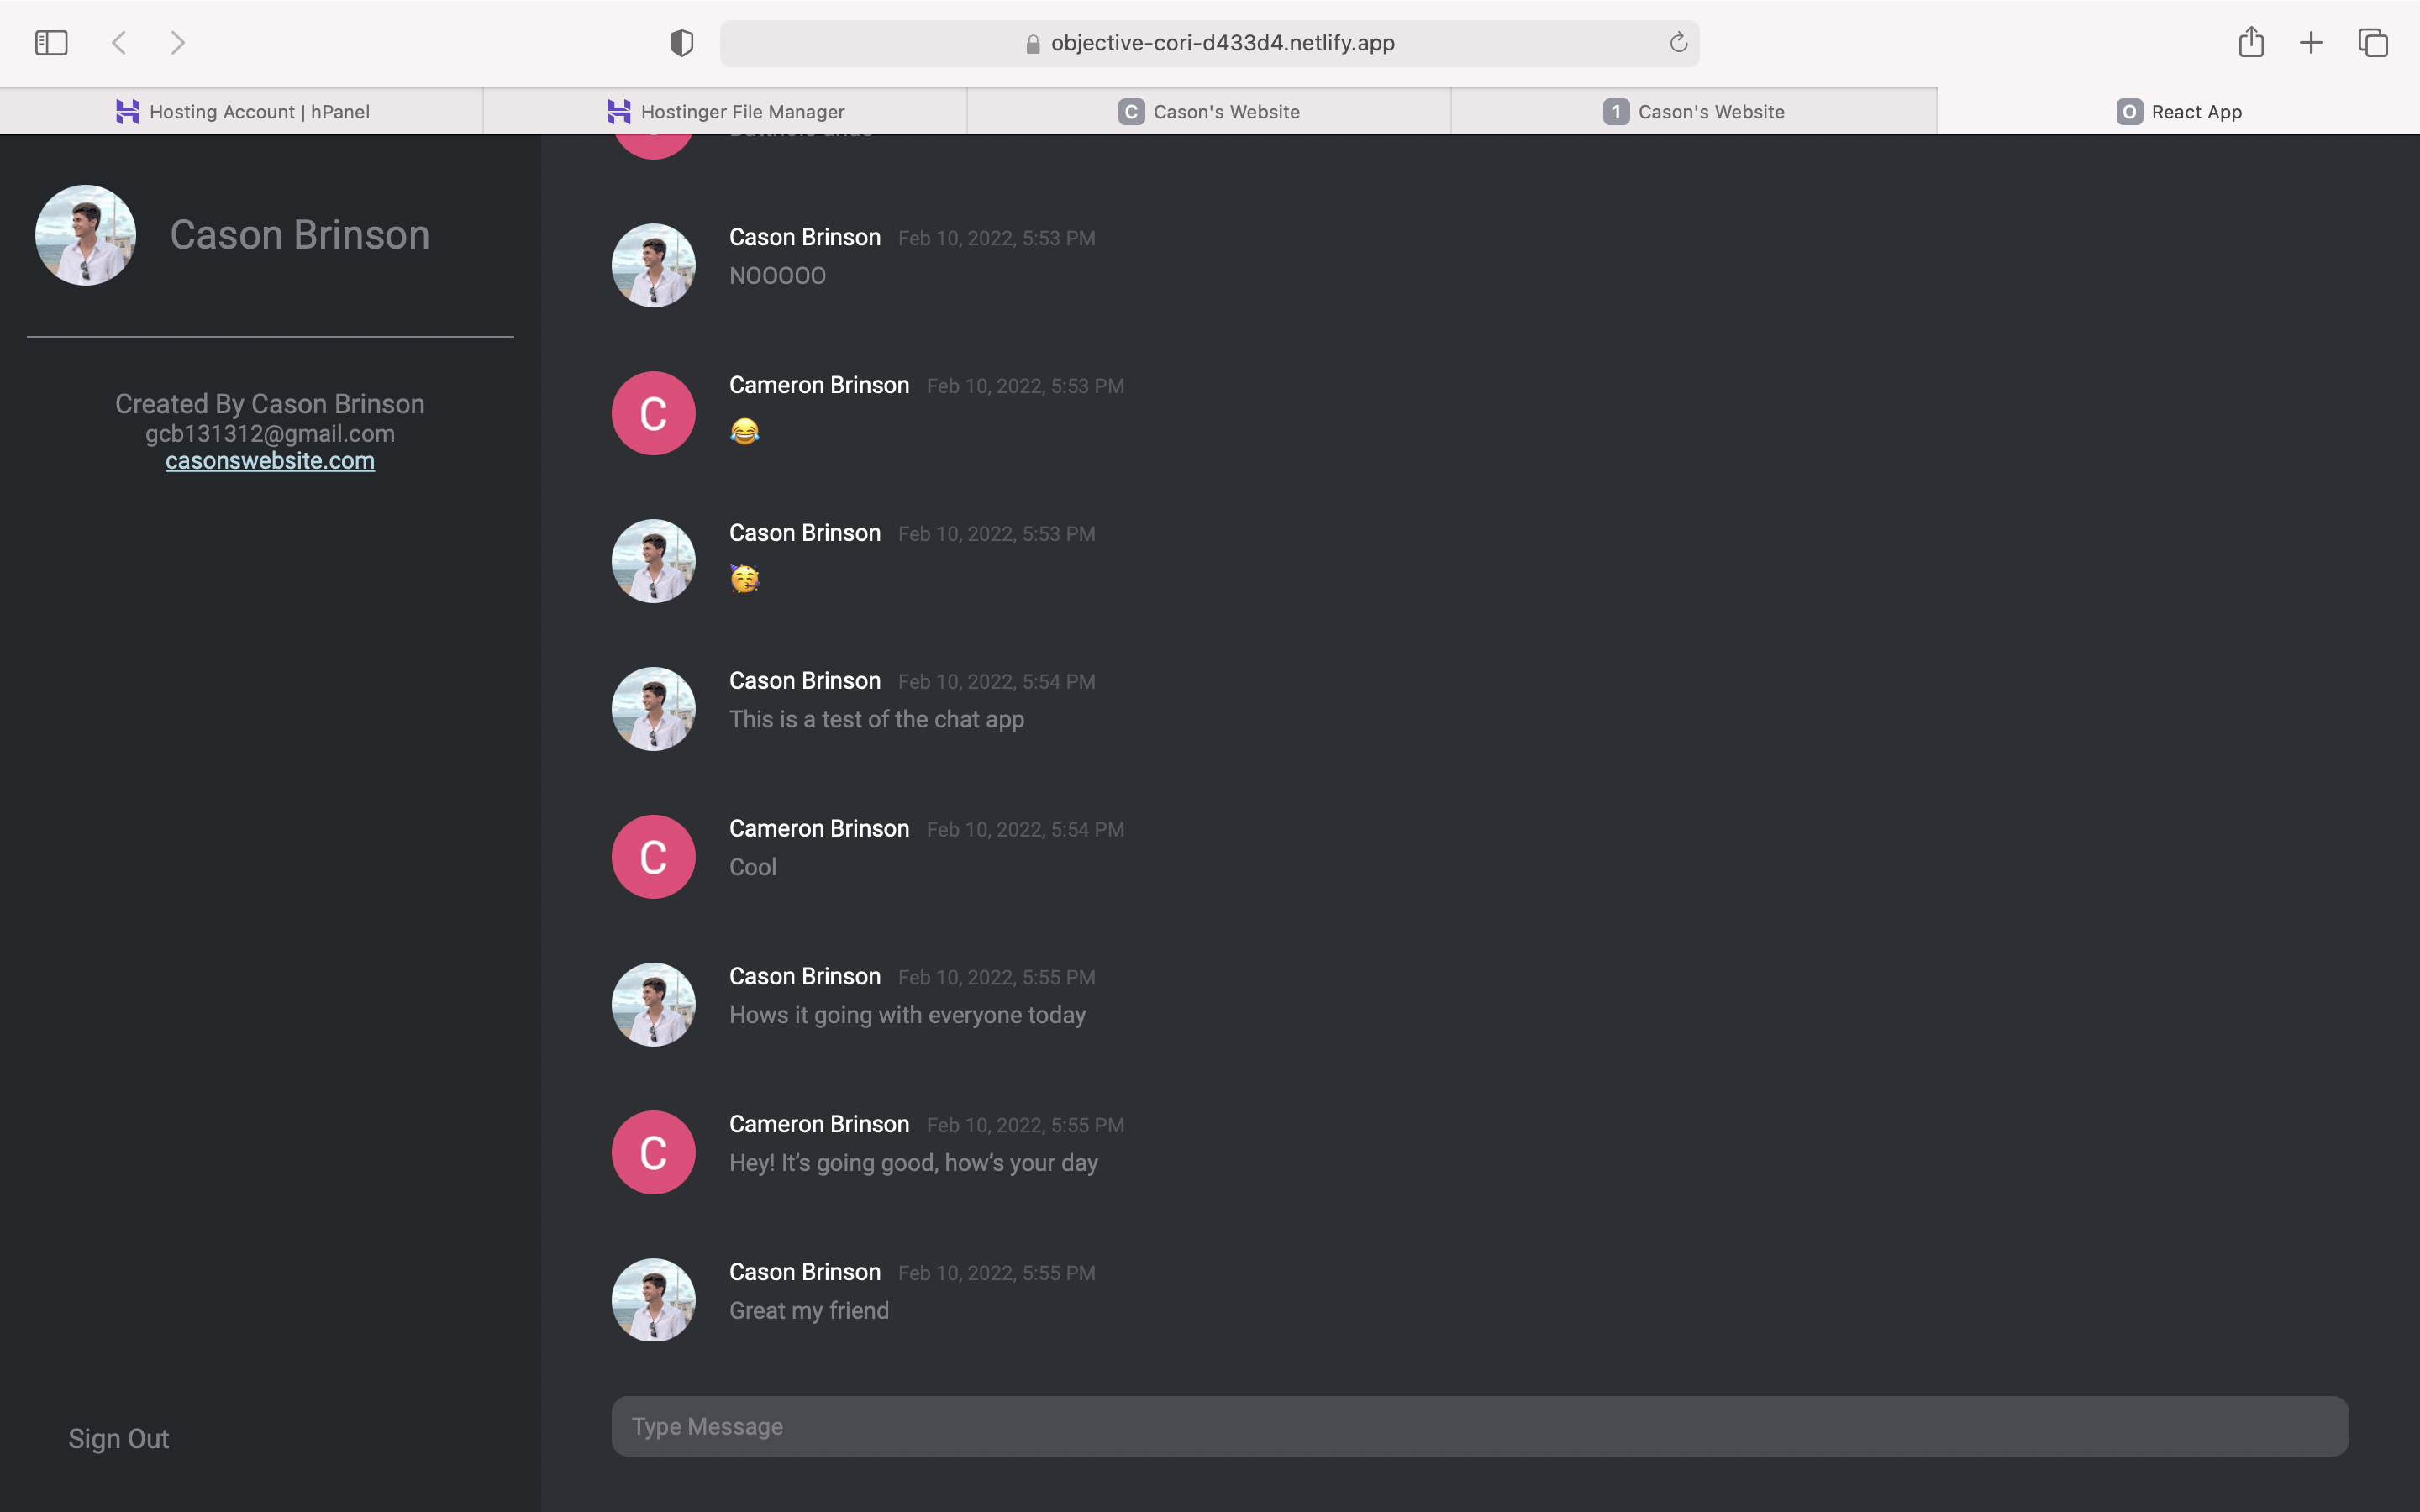 objective-cori-d433d4.netlify.app
Hosting Account | hPanel
Hostinger File Manager
C Cason's Website
1 Cason's Website
O React App
Cason Brinson
Created By Cason Brinson
gcb131312@gmail.com
casonswebsite.com
Sign Out
Cason Brinson Feb 10, 2022, 5:53 PM
NOOOOO
C
Cameron Brinson Feb 10, 2022, 5:53 PM
😂
Cason Brinson Feb 10, 2022, 5:53 PM
🥳
Cason Brinson Feb 10, 2022, 5:54 PM
This is a test of the chat app
C
Cameron Brinson Feb 10, 2022, 5:54 PM
Cool
Cason Brinson Feb 10, 2022, 5:55 PM
Hows it going with everyone today
C
Cameron Brinson Feb 10, 2022, 5:55 PM
Hey! It’s going good, how’s your day
Cason Brinson Feb 10, 2022, 5:55 PM
Great my friend
Type Message